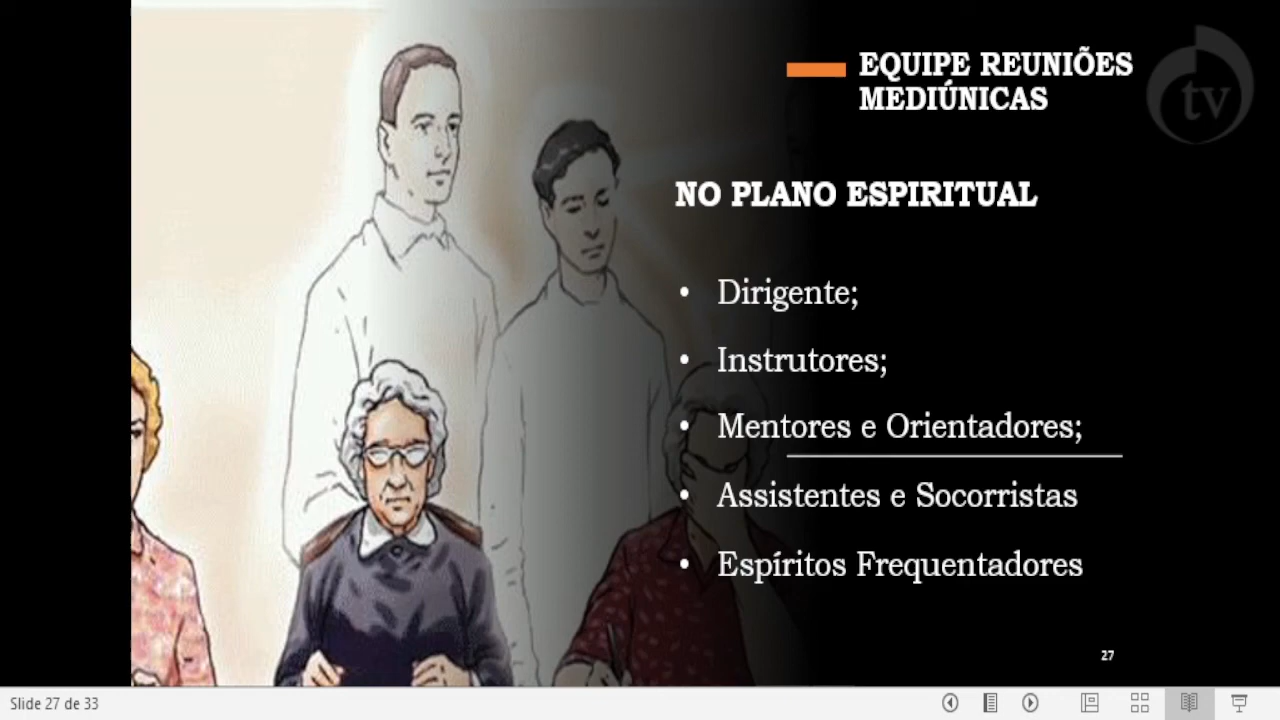 EQUIPE REUNIÕES
MEDIÚNICAS
tv
NO PLANO ESPIRITUAL
• Dirigente;
• Instrutores;
• Mentores e Orientadores;
• Assistentes e Socorristas
• Espíritos Frequentadores
27
Slide 27 de 33